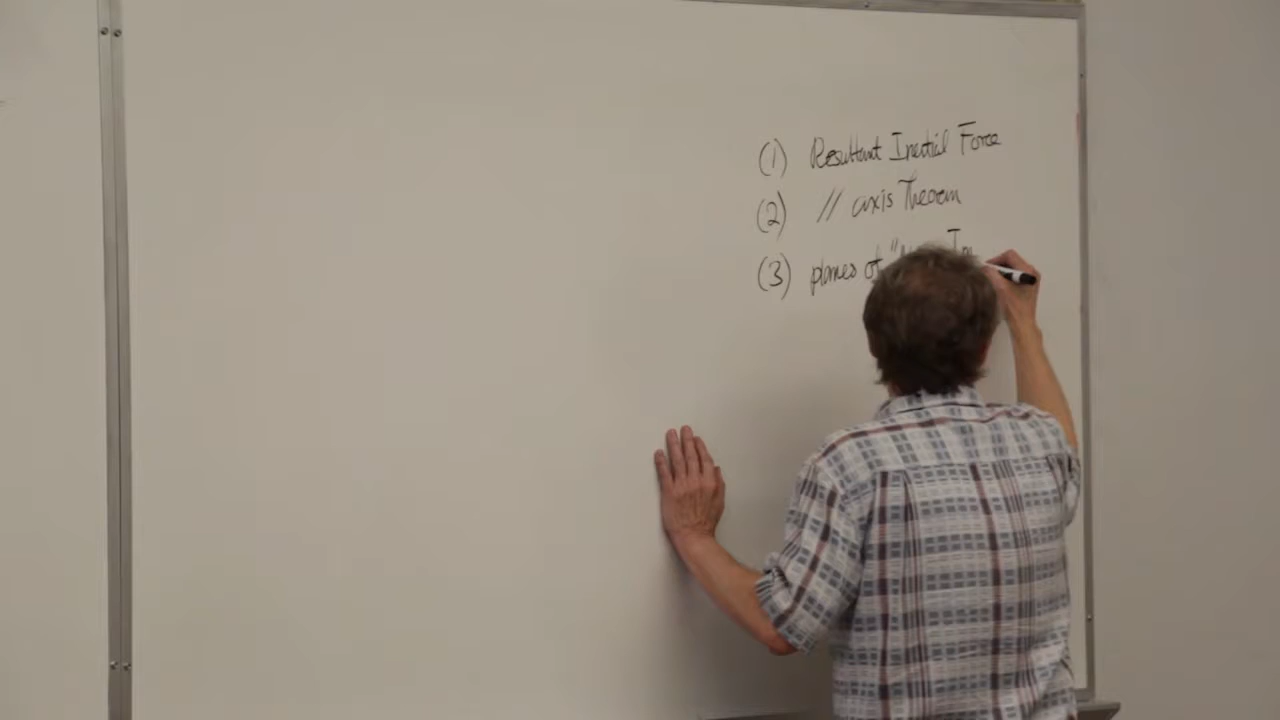 (1) Resultant Inertial Force
(2) // axis Theorem
(3) planes of "